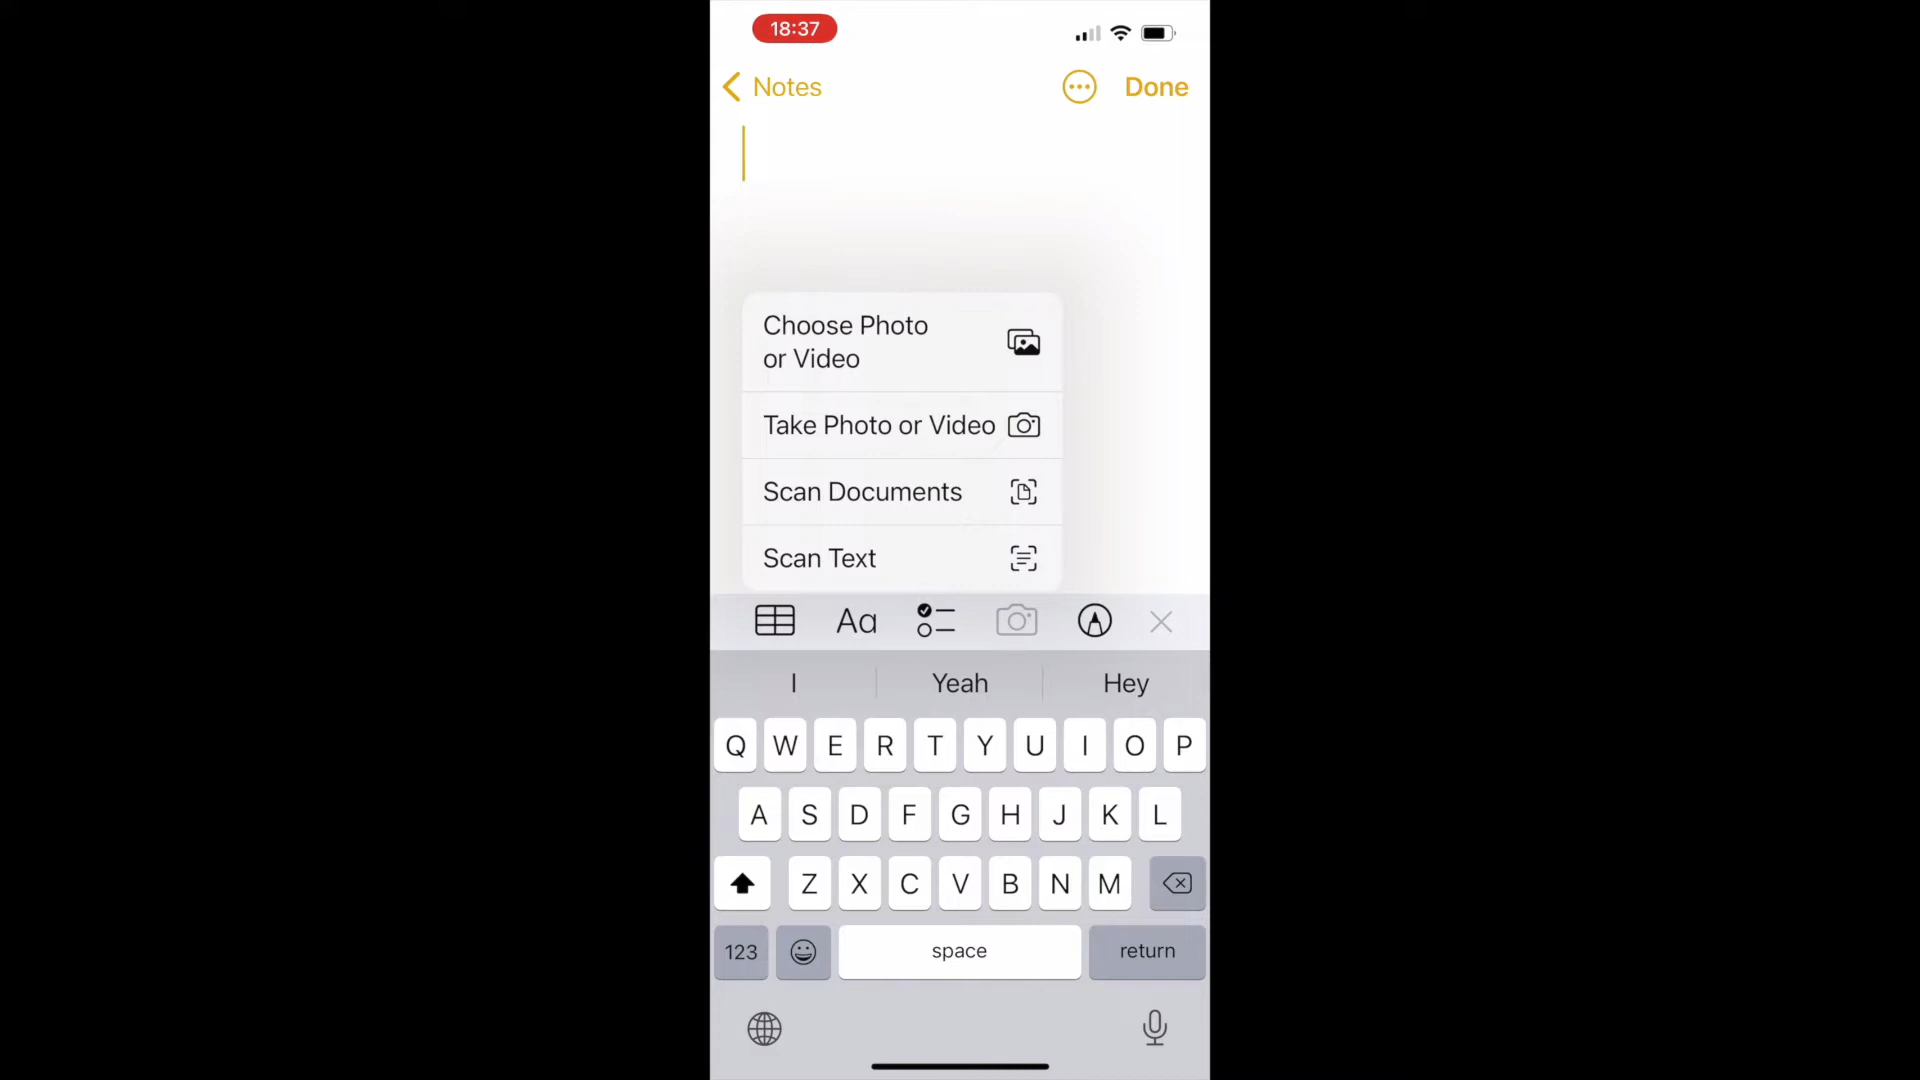 18:37
Notes
Done
Choose Photo
or Video
Take Photo or Video
Scan Documents
Scan Text
Aa
I Yeah Hey
Q W E R T Y U I O P
A S D F G H J K L
Z X C V B N M
123 space return